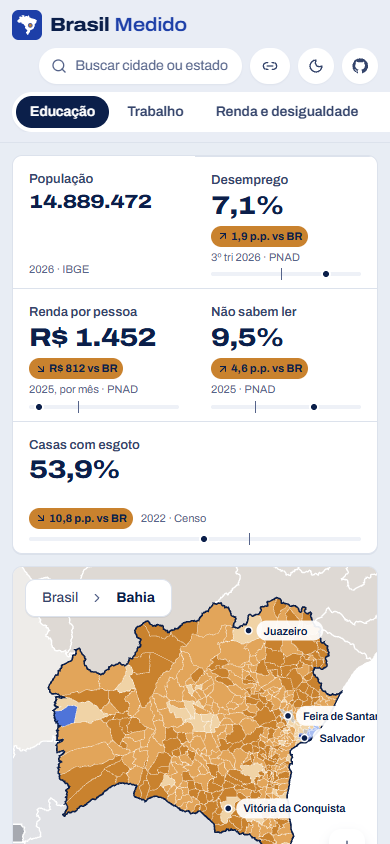 Brasil Medido
Buscar cidade ou estado
Educação
Trabalho
Renda e desigualdade
População
14.889.472
2026 · IBGE
Desemprego
7,1%
↗ 1,9 p.p. vs BR
3º tri 2026 · PNAD
Renda por pessoa
R$ 1.452
↘ R$ 812 vs BR
2025, por mês · PNAD
Não sabem ler
9,5%
↗ 4,6 p.p. vs BR
2025 · PNAD
Casas com esgoto
53,9%
↘ 10,8 p.p. vs BR
2022 · Censo
Brasil > Bahia
Juazeiro
Feira de Santan
Salvador
Vitória da Conquista